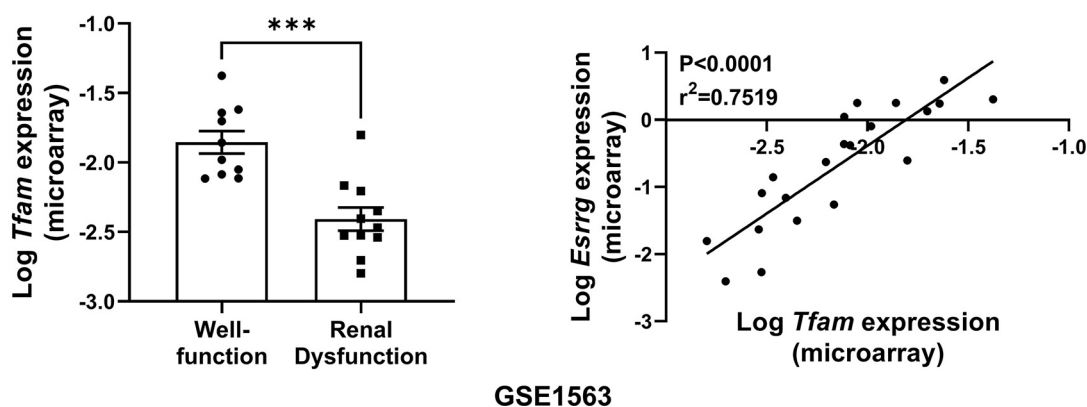 Log Tfam expression
(microarray)
-1.0
-1.5
-2.0
-2.5
-3.0
***
Well-
function
Renal
Dysfunction
Log Esrrg expression
(microarray)
1
0
-1
-2
-3
P<0.0001
r²=0.7519
-2.5
-2.0
-1.5
-1.0
Log Tfam expression
(microarray)
GSE1563